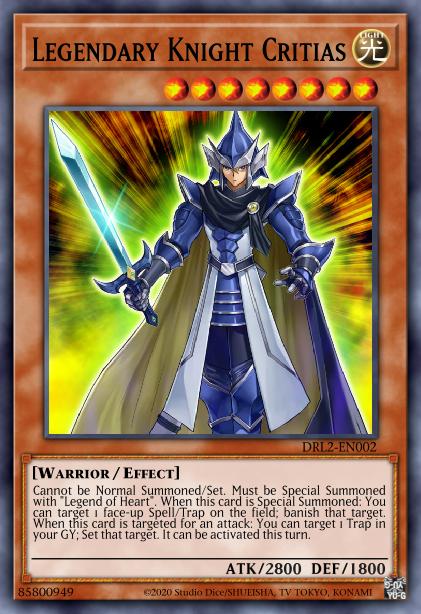 Legendary Knight Critias
LIGHT
光
DRL2-EN002
[Warrior / Effect]
Cannot be Normal Summoned/Set. Must be Special Summoned
with "Legend of Heart". When this card is Special Summoned: You
can target 1 face-up Spell/Trap on the field; banish that target.
When this card is targeted for an attack: You can target 1 Trap in
your GY; Set that target. It can be activated this turn.
ATK/2800 DEF/1800
85800949
©2020 Studio Dice/SHUEISHA, TV TOKYO, KONAMI